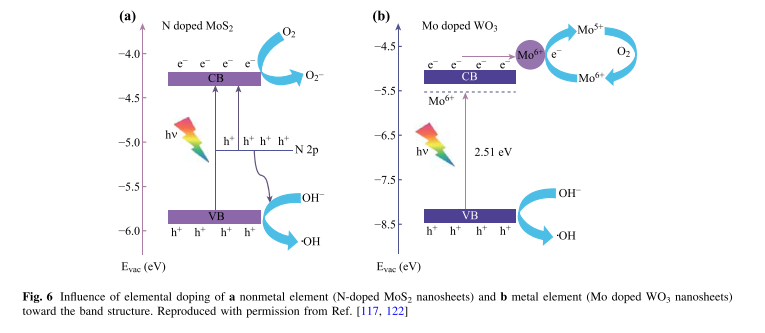 (a)
N doped MoS₂
−4.0
−4.5
−5.0
−5.5
−6.0
E_vac (eV)
e⁻ e⁻ e⁻ e⁻
CB
O₂
O₂⁻
hν
h⁺ h⁺ h⁺ h⁺
N 2p
OH⁻
VB
h⁺ h⁺ h⁺ h⁺
·OH
(b)
Mo doped WO₃
−4.5
−5.5
−6.5
−7.5
−8.5
E_vac (eV)
e⁻ e⁻ e⁻ e⁻
CB
Mo⁶⁺
e⁻
Mo⁵⁺
O₂
Mo⁶⁺
Mo⁶⁺
hν
2.51 eV
OH⁻
VB
h⁺ h⁺ h⁺ h⁺
·OH
Fig. 6 Influence of elemental doping of a nonmetal element (N-doped MoS₂ nanosheets) and b metal element (Mo doped WO₃ nanosheets)
toward the band structure. Reproduced with permission from Ref. [117, 122]